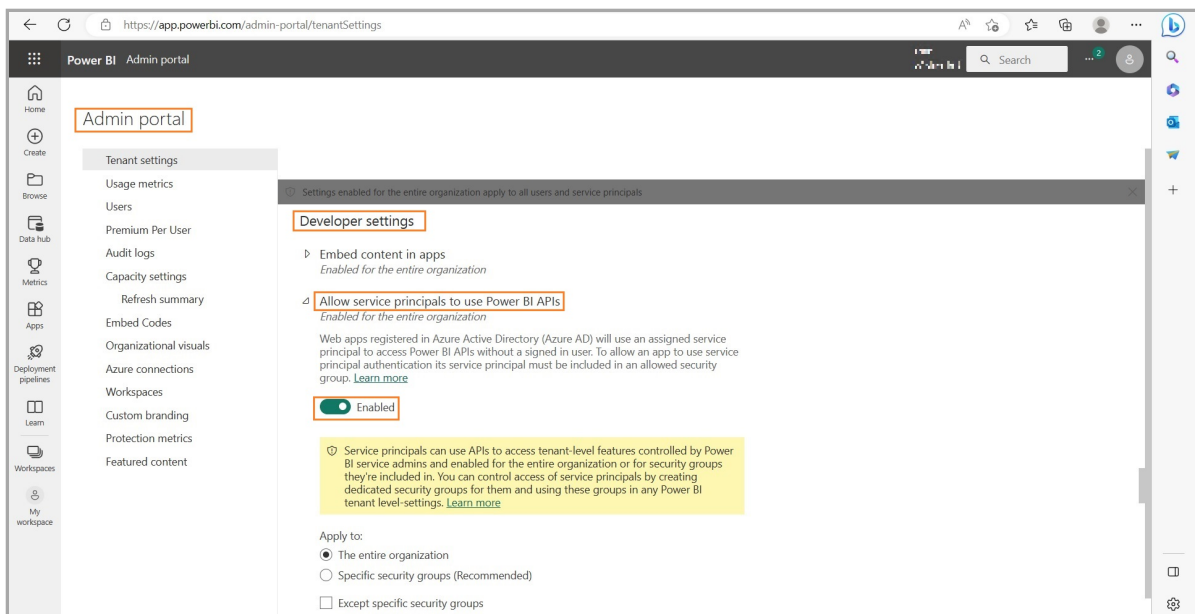 https://app.powerbi.com/admin-portal/tenantSettings
Power BI Admin portal
Search
... 2
Home
Create
Browse
Data hub
Metrics
Apps
Deployment
pipelines
Learn
Workspaces
My
workspace
Admin portal
Tenant settings
Usage metrics
Users
Premium Per User
Audit logs
Capacity settings
Refresh summary
Embed Codes
Organizational visuals
Azure connections
Workspaces
Custom branding
Protection metrics
Featured content
Settings enabled for the entire organization apply to all users and service principals
Developer settings
Embed content in apps
Enabled for the entire organization
Allow service principals to use Power BI APIs
Enabled for the entire organization
Web apps registered in Azure Active Directory (Azure AD) will use an assigned service
principal to access Power BI APIs without a signed in user. To allow an app to use service
principal authentication its service principal must be included in an allowed security
group. Learn more
Enabled
Service principals can use APIs to access tenant-level features controlled by Power
BI service admins and enabled for the entire organization or for security groups
they're included in. You can control access of service principals by creating
dedicated security groups for them and using these groups in any Power BI
tenant level-settings. Learn more
Apply to:
The entire organization
Specific security groups (Recommended)
Except specific security groups